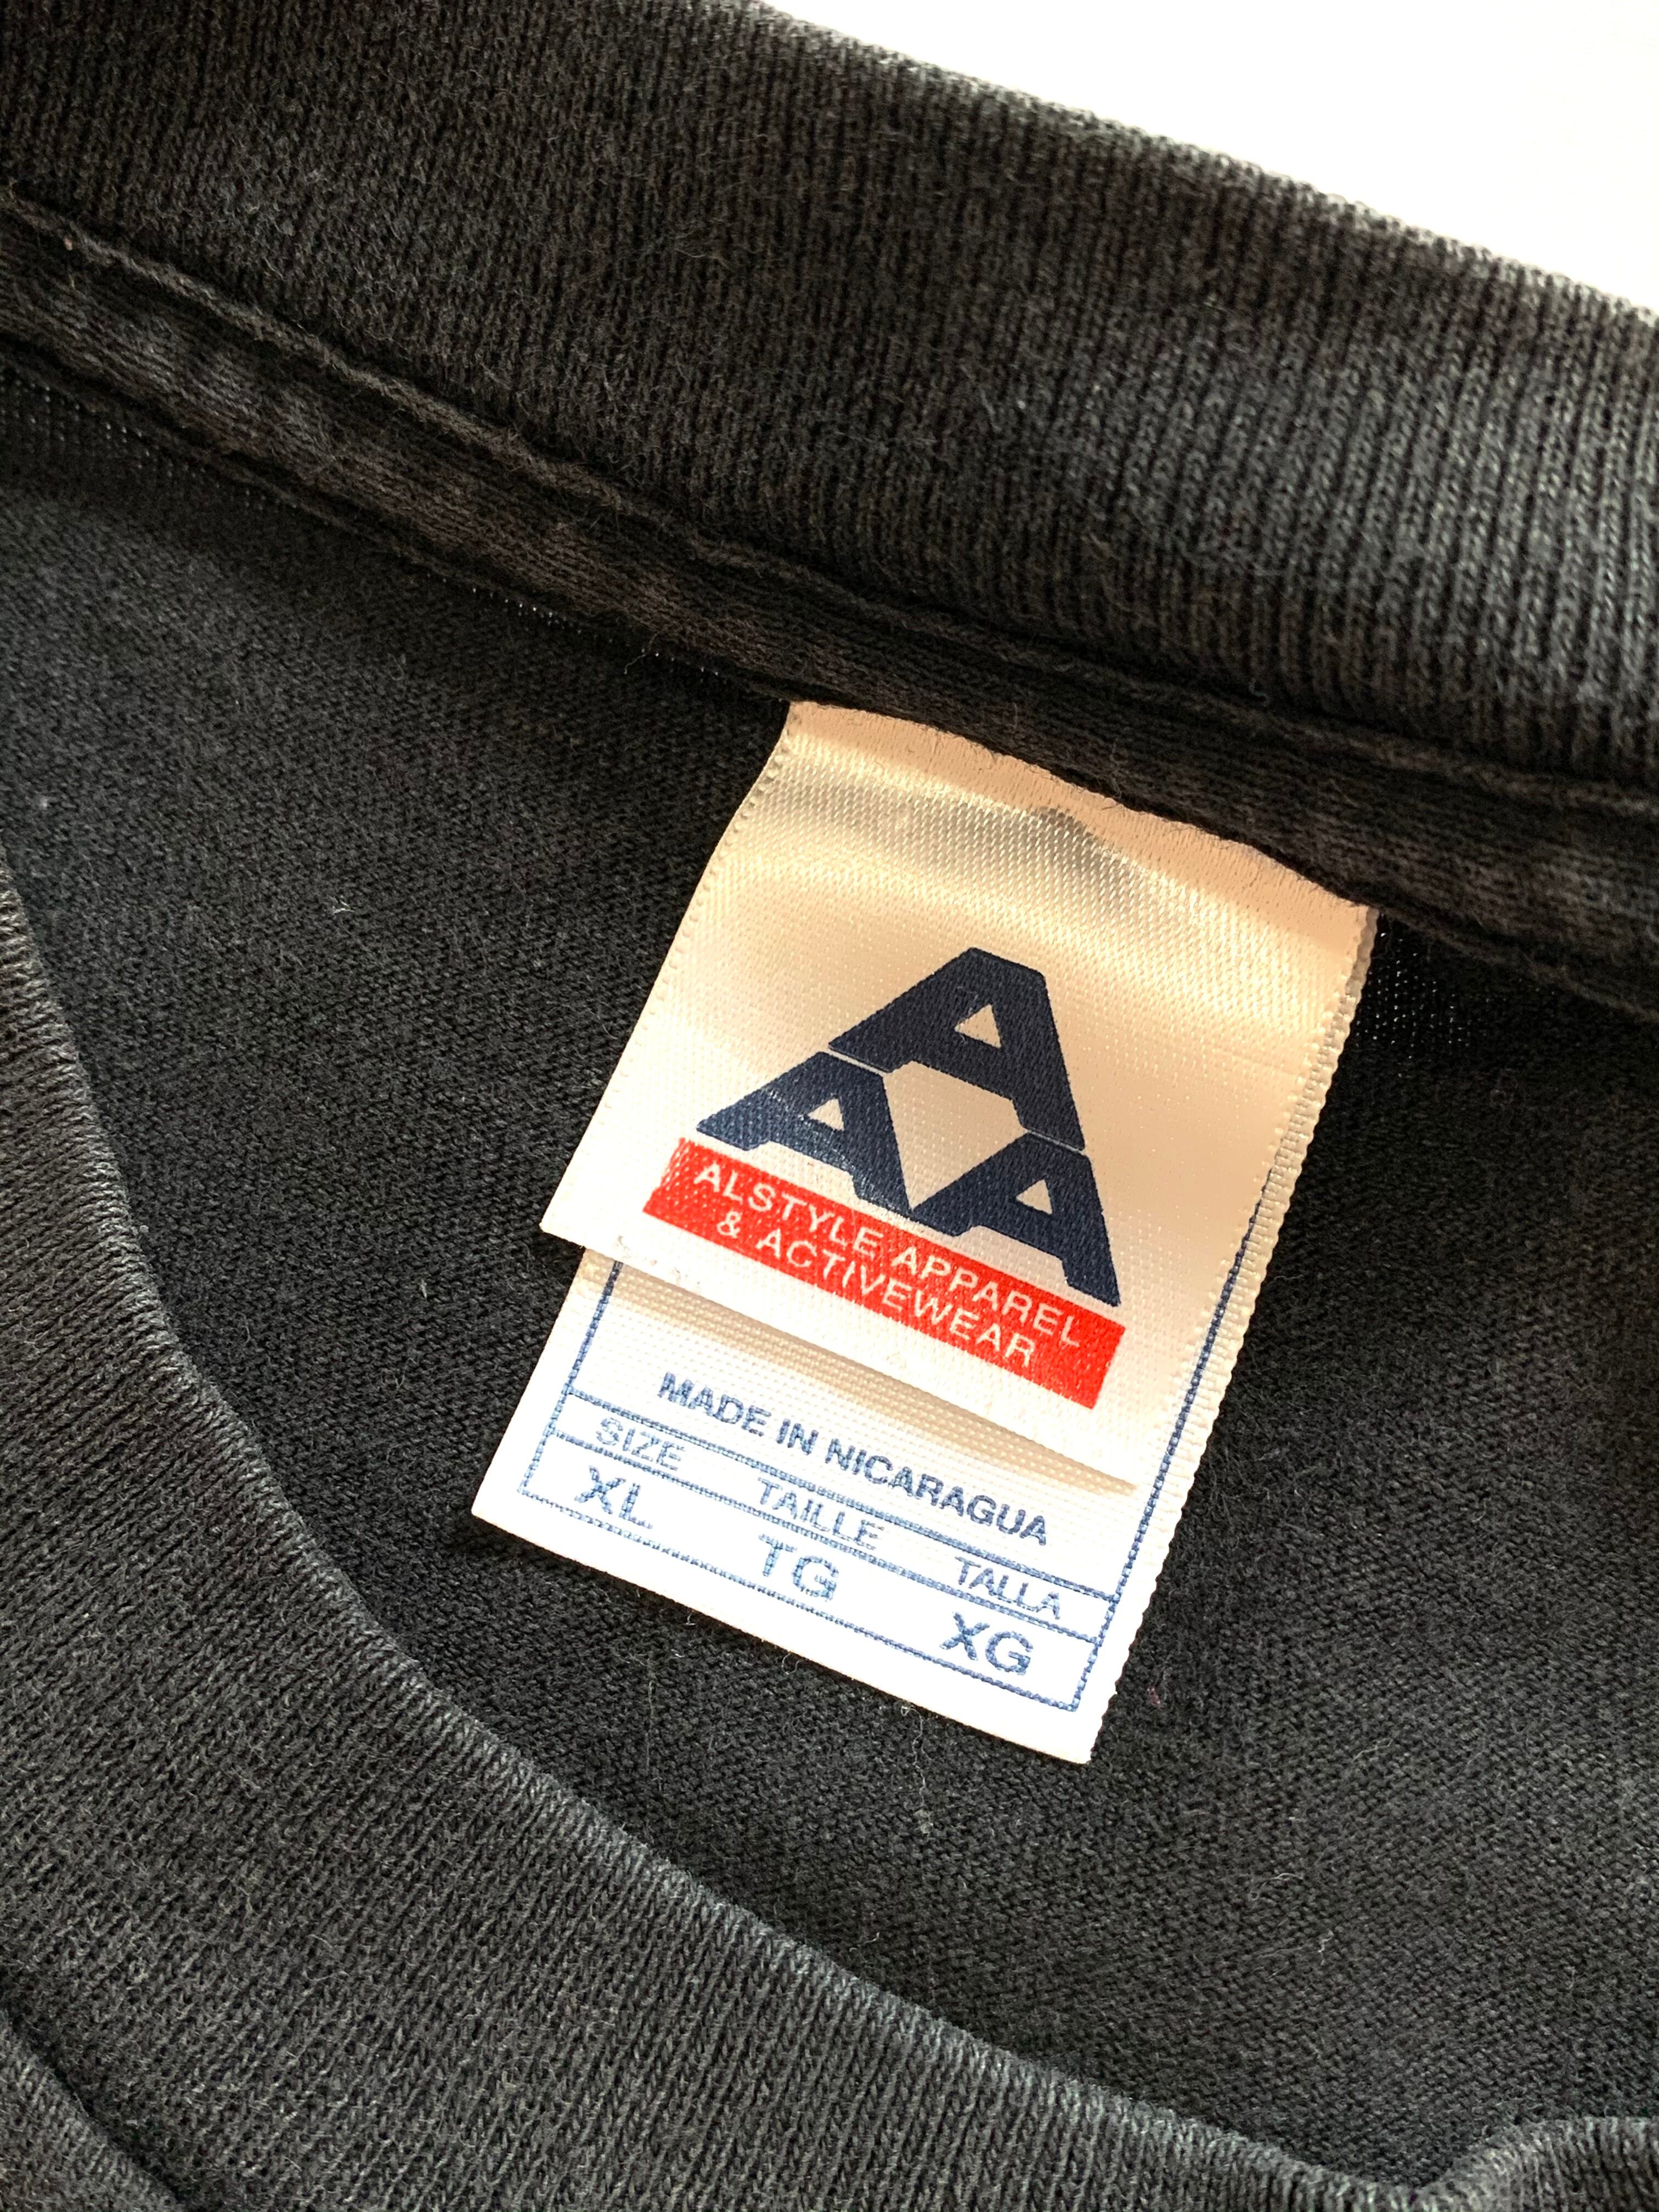 A
A A
ALSTYLE APPAREL
& ACTIVEWEAR
MADE IN NICARAGUA
SIZE TAILLE TALLA
XL TG XG